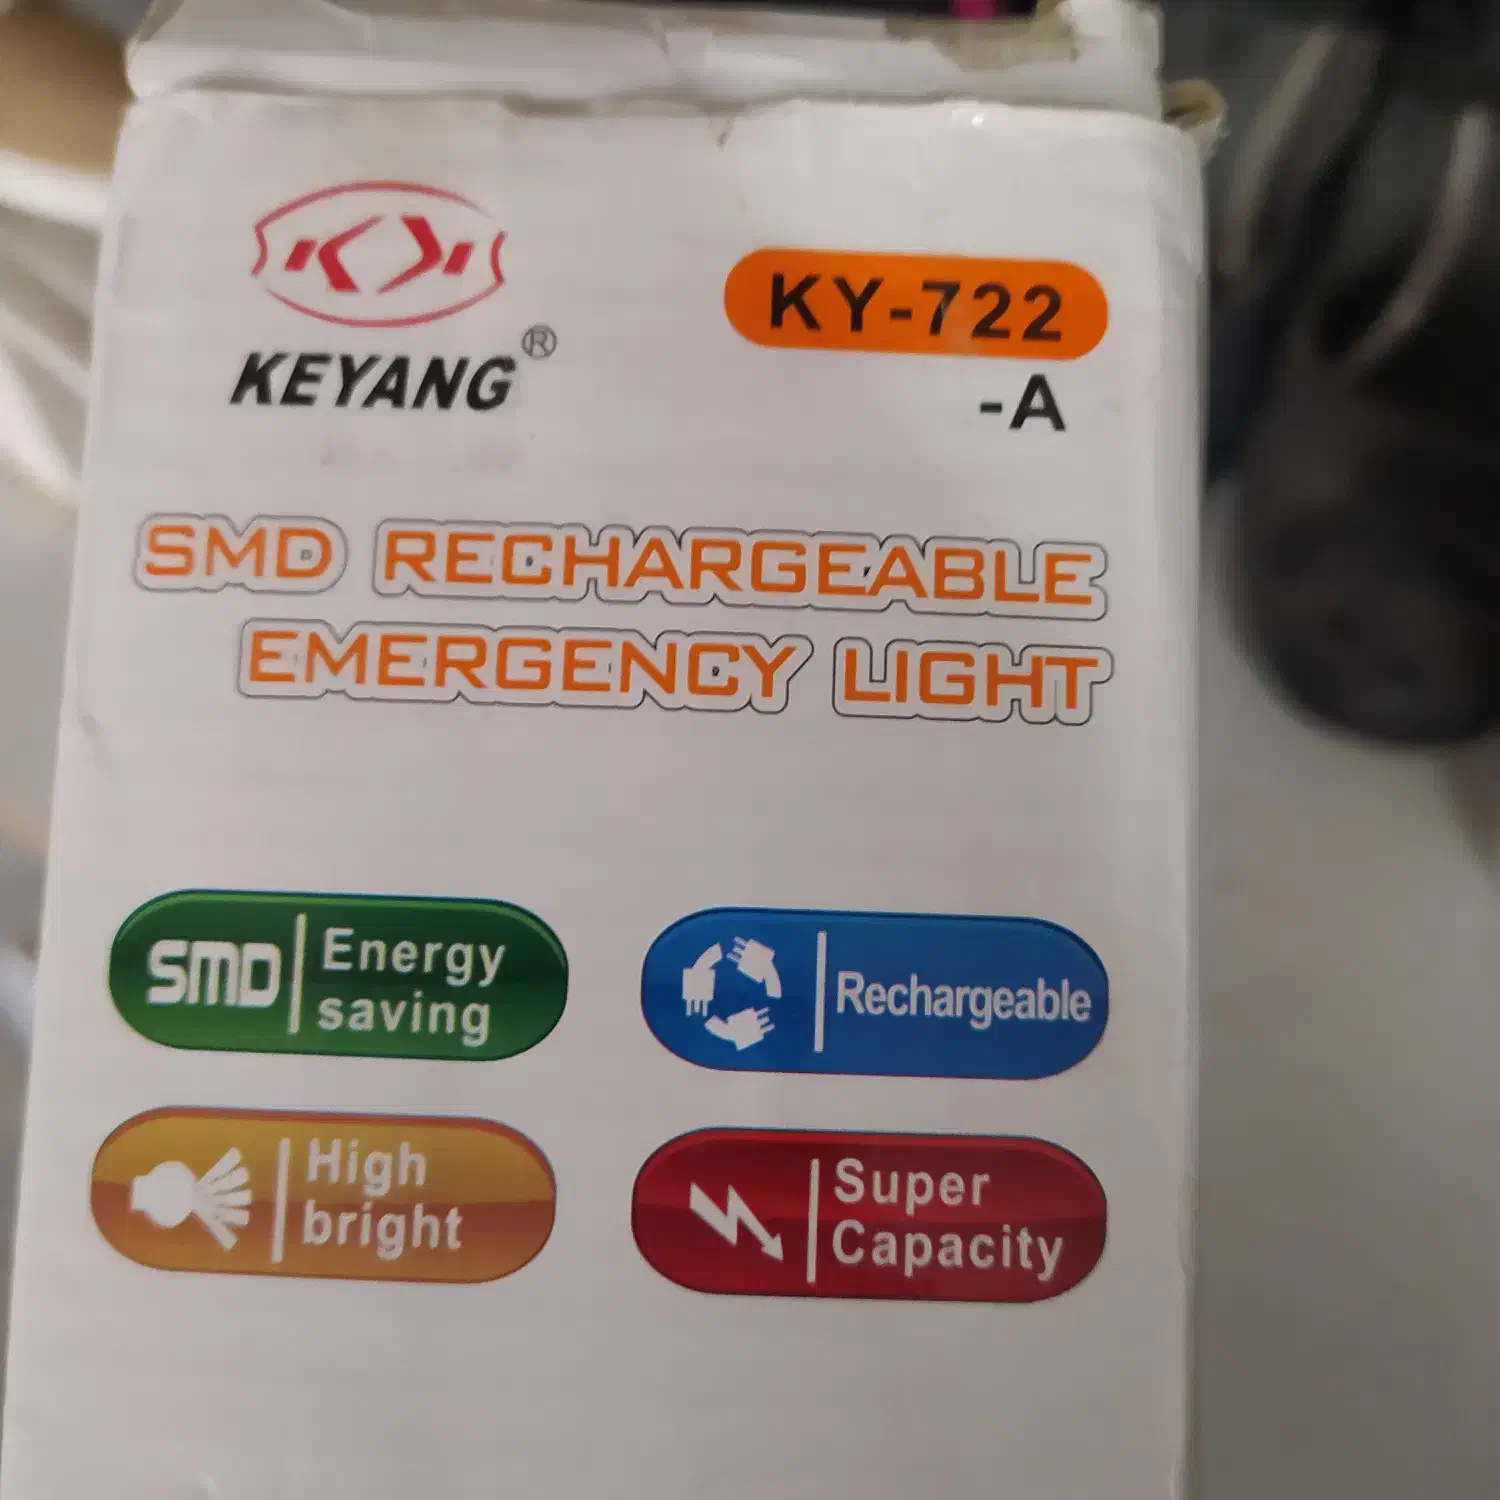 KEYANG®
KY-722
-A
SMD RECHARGEABLE
EMERGENCY LIGHT
SMD
Energy
saving
Rechargeable
High
bright
Super
Capacity